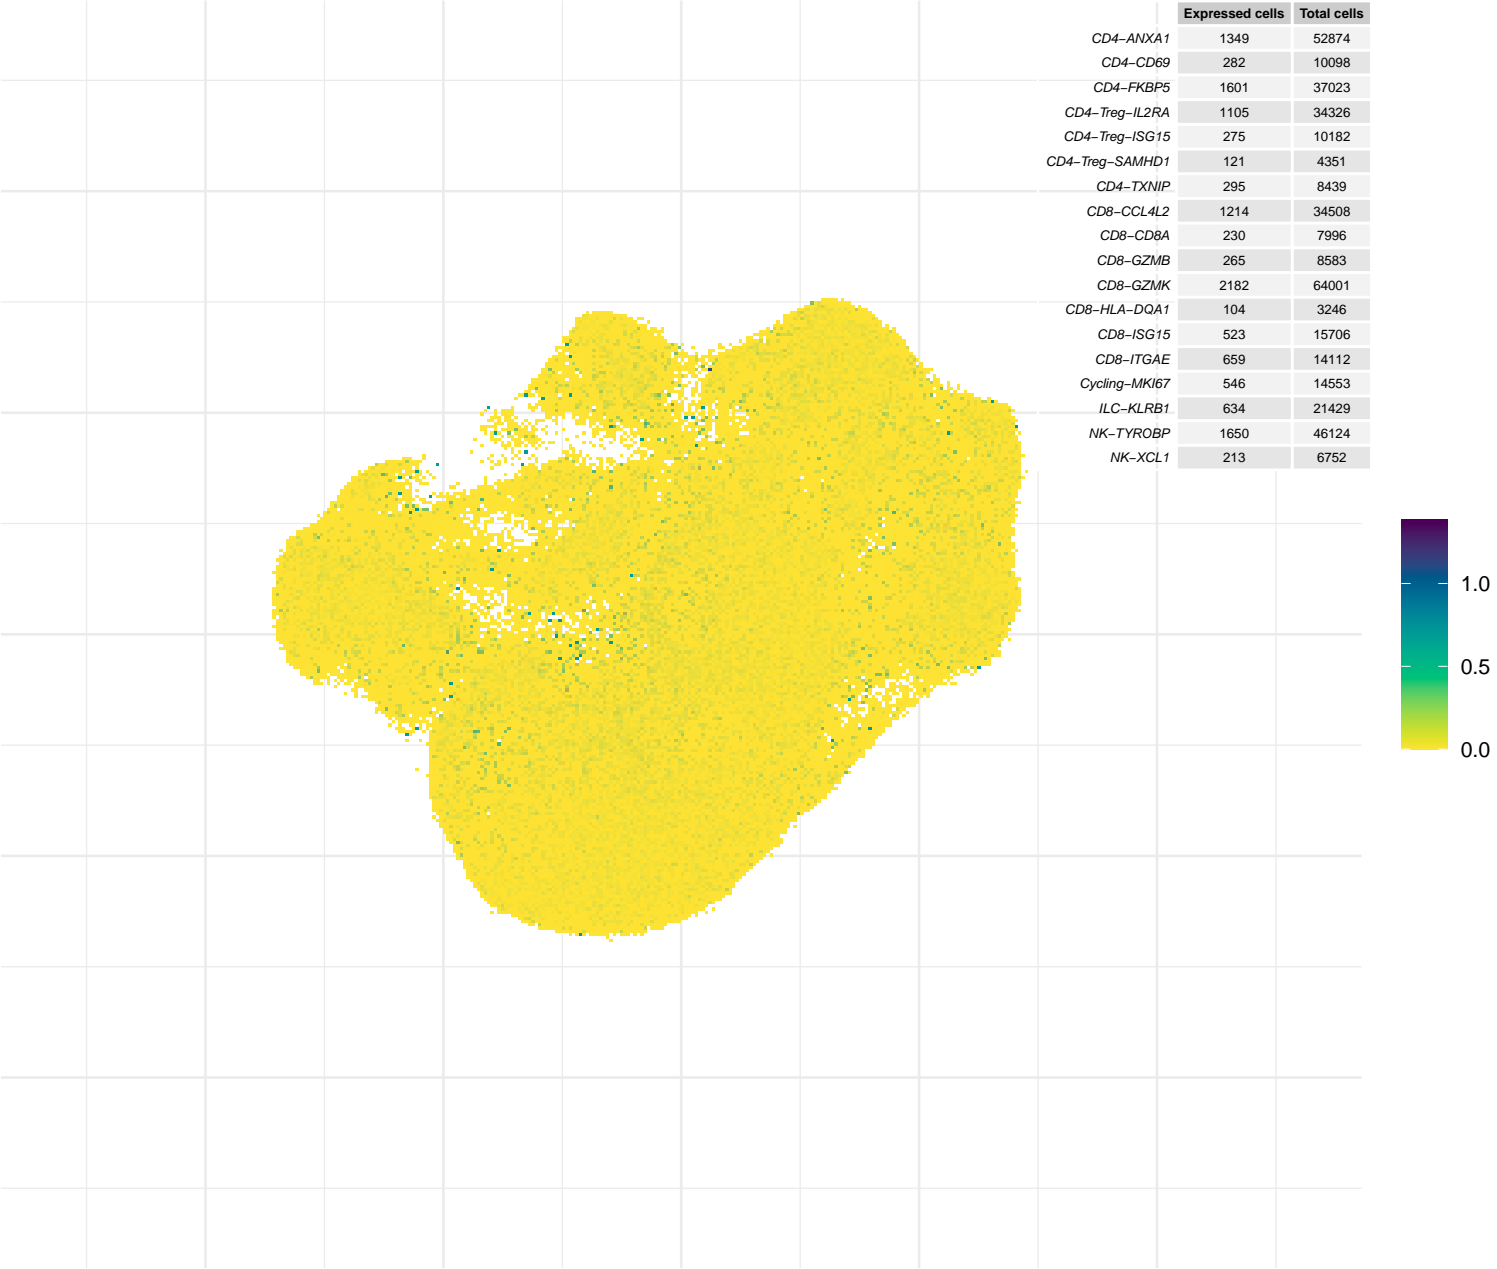 Expressed cells Total cells
CD4−ANXA1 1349 52874
CD4−CD69 282 10098
CD4−FKBP5 1601 37023
CD4−Treg−IL2RA 1105 34326
CD4−Treg−ISG15 275 10182
CD4−Treg−SAMHD1 121 4351
CD4−TXNIP 295 8439
CD8−CCL4L2 1214 34508
CD8−CD8A 230 7996
CD8−GZMB 265 8583
CD8−GZMK 2182 64001
CD8−HLA−DQA1 104 3246
CD8−ISG15 523 15706
CD8−ITGAE 659 14112
Cycling−MKI67 546 14553
ILC−KLRB1 634 21429
NK−TYROBP 1650 46124
NK−XCL1 213 6752
1.0
0.5
0.0